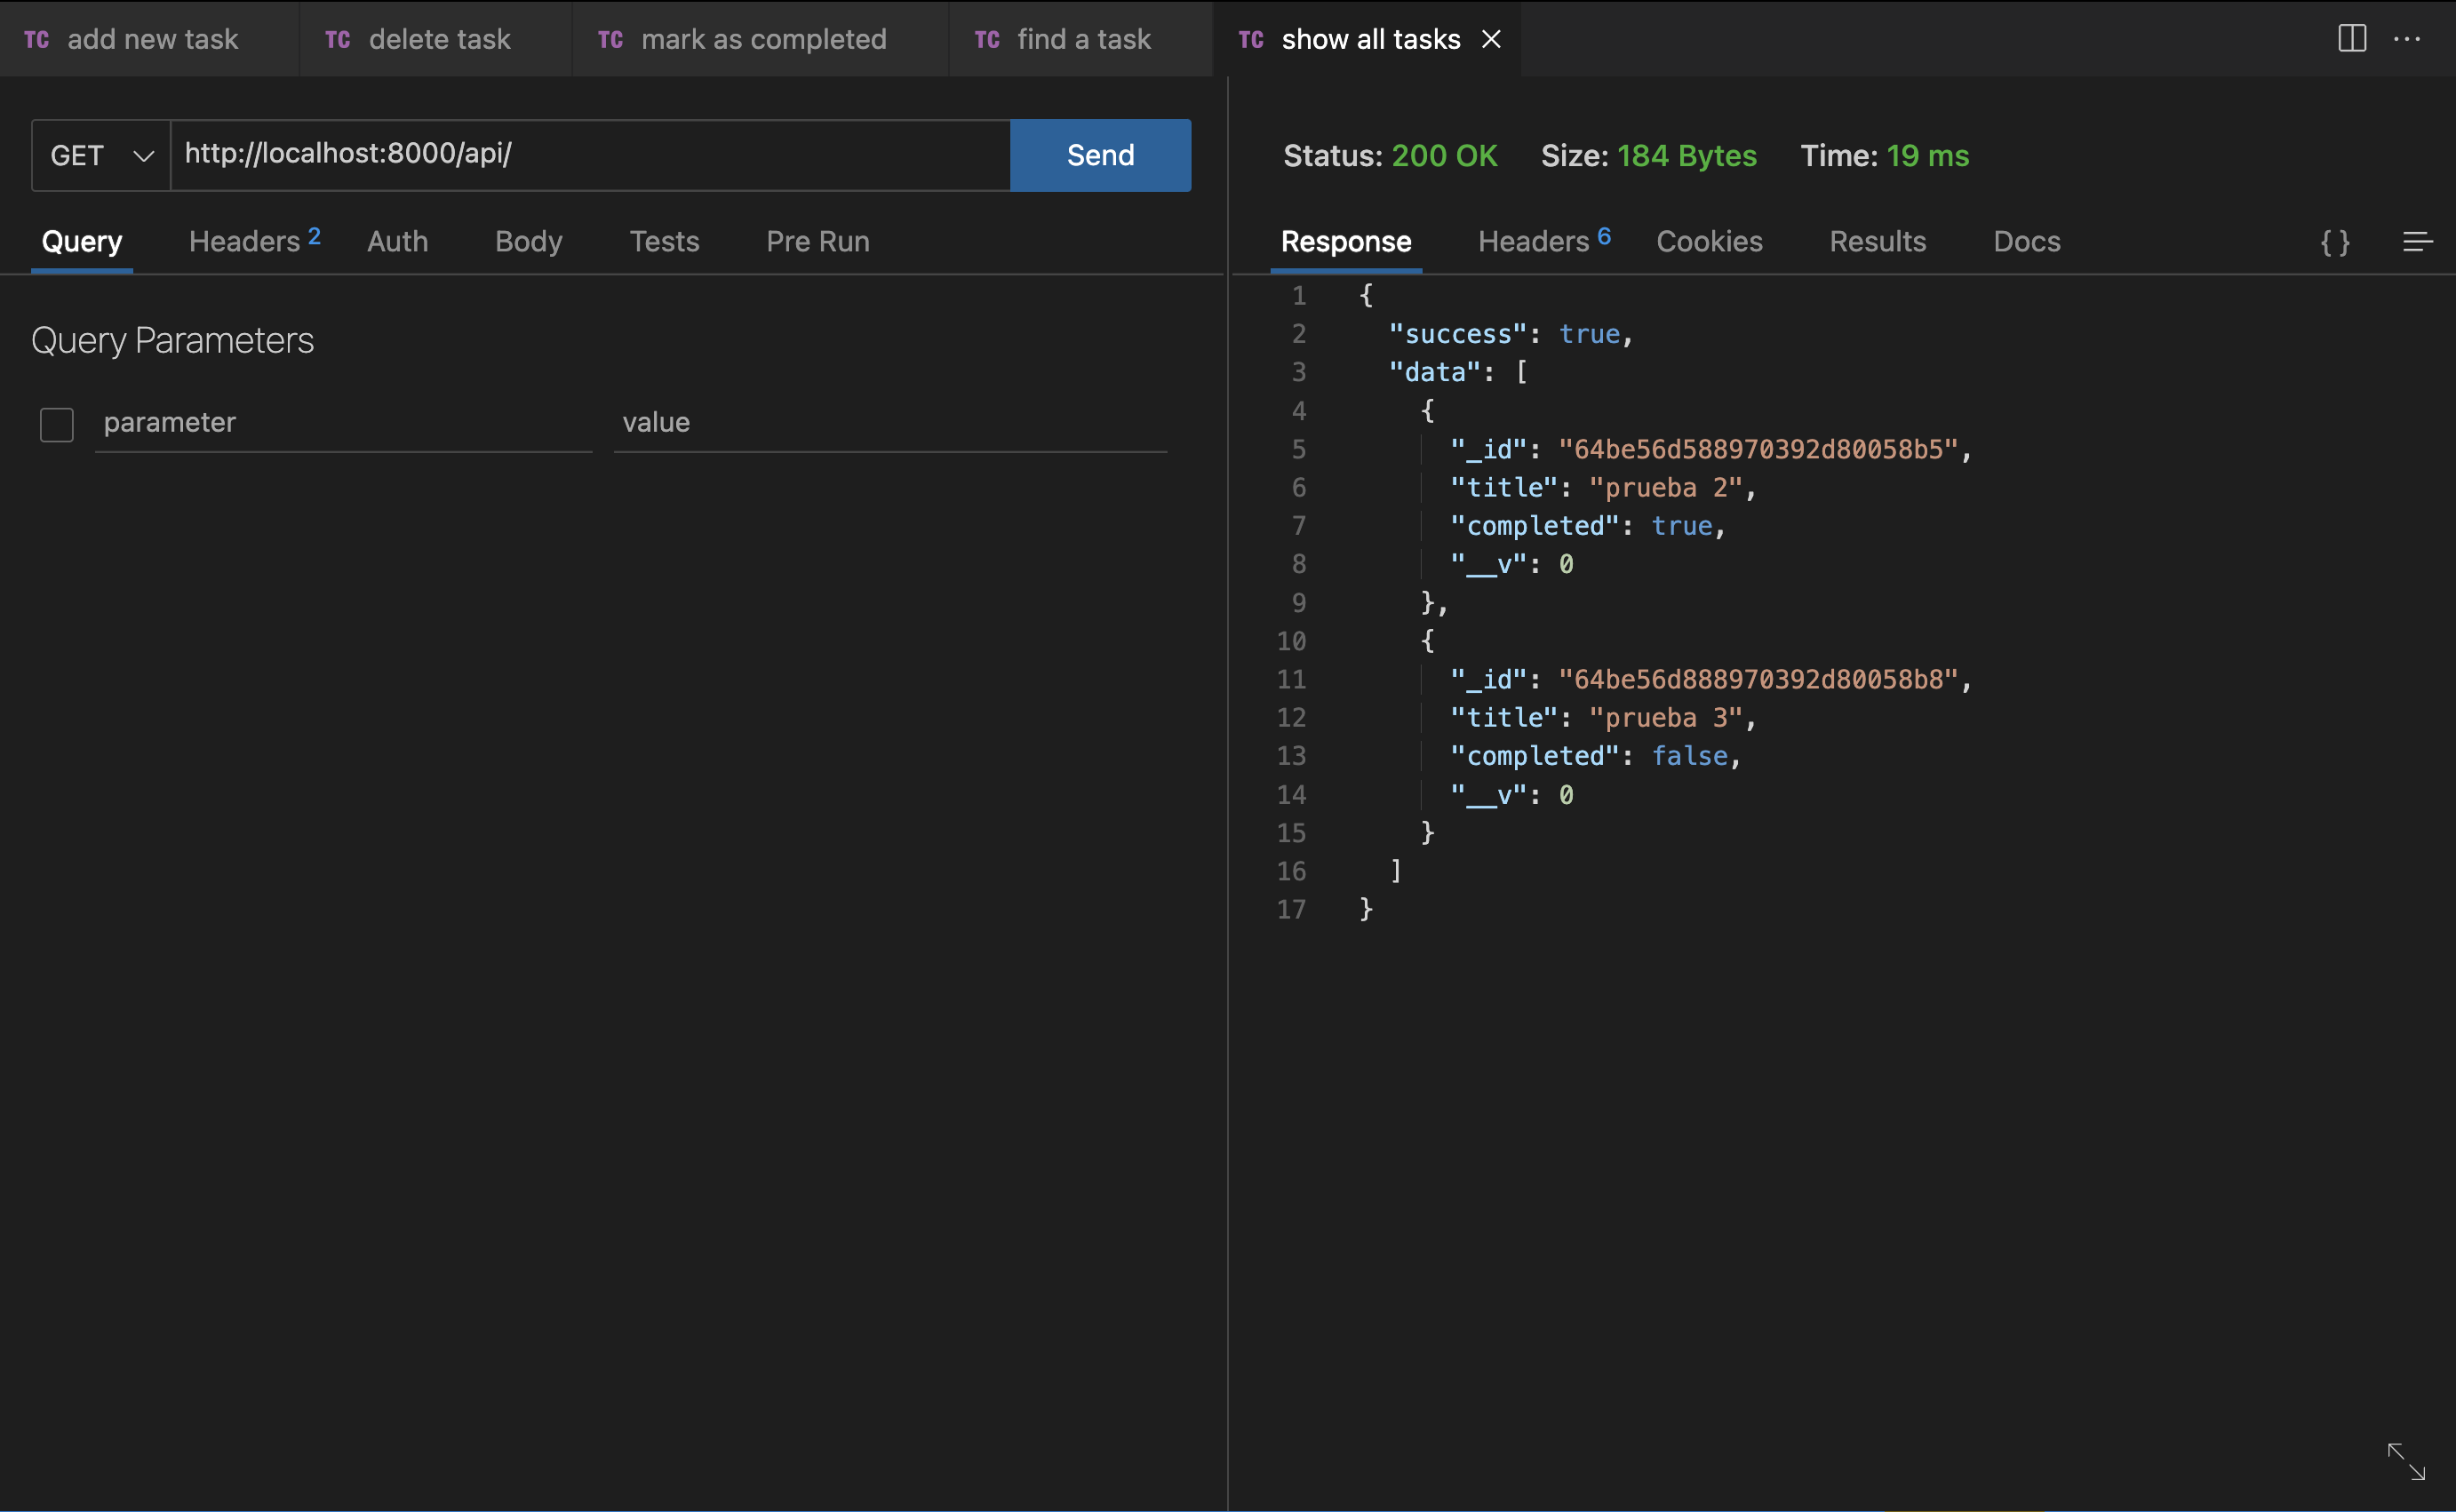 TC add new task TC delete task TC mark as completed TC find a task TC show all tasks
GET http://localhost:8000/api/ Send
Query Headers 2 Auth Body Tests Pre Run
Query Parameters
parameter value
Status: 200 OK Size: 184 Bytes Time: 19 ms
Response Headers 6 Cookies Results Docs { }
1 {
2 "success": true,
3 "data": [
4 {
5 "_id": "64be56d588970392d80058b5",
6 "title": "prueba 2",
7 "completed": true,
8 "__v": 0
9 },
10 {
11 "_id": "64be56d888970392d80058b8",
12 "title": "prueba 3",
13 "completed": false,
14 "__v": 0
15 }
16 ]
17 }